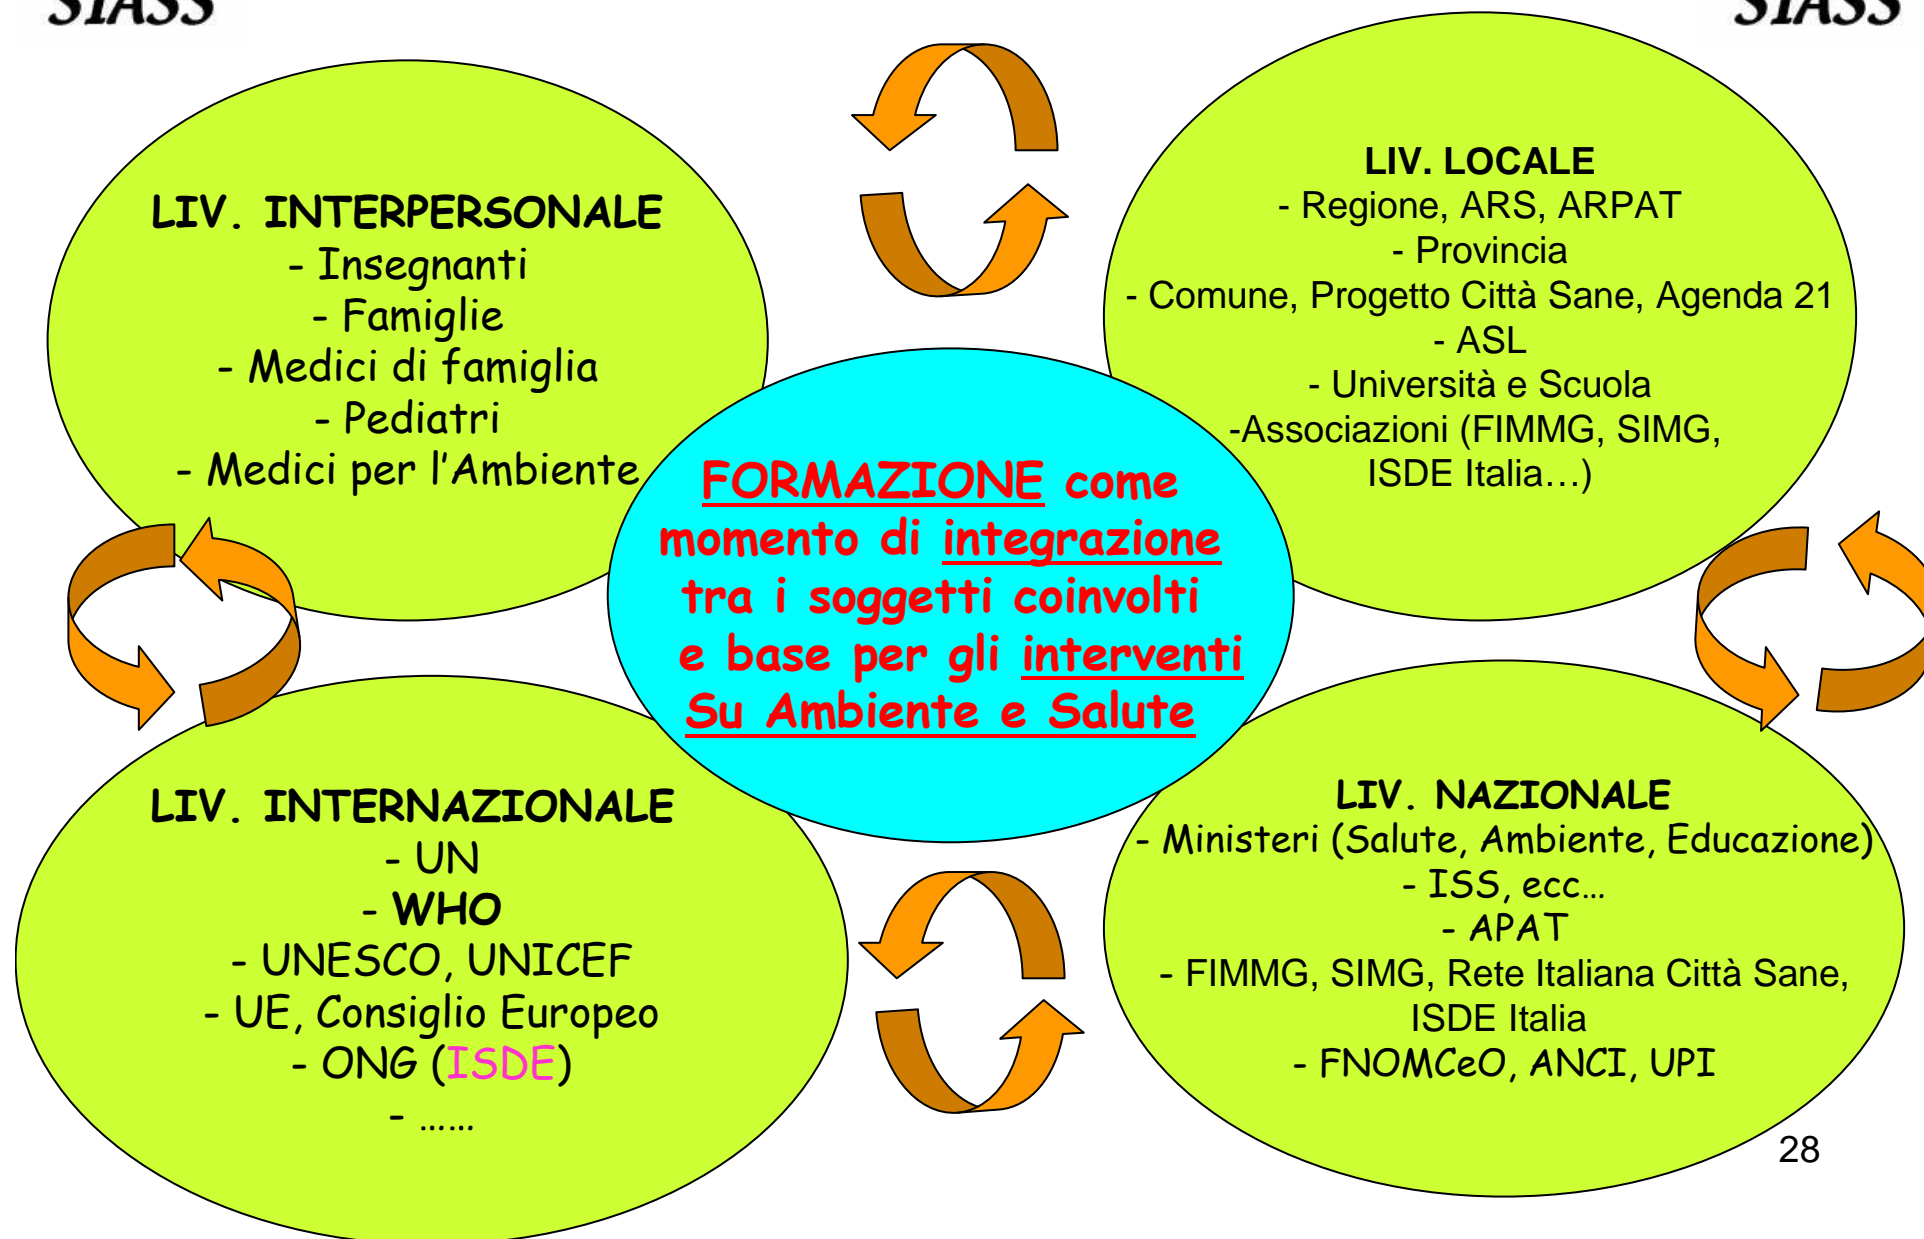 SIASS
SIASS
LIV. INTERPERSONALE
- Insegnanti
- Famiglie
- Medici di famiglia
- Pediatri
- Medici per l'Ambiente
LIV. LOCALE
- Regione, ARS, ARPAT
- Provincia
- Comune, Progetto Città Sane, Agenda 21
- ASL
- Università e Scuola
-Associazioni (FIMMG, SIMG,
ISDE Italia…)
FORMAZIONE come
momento di integrazione
tra i soggetti coinvolti
e base per gli interventi
Su Ambiente e Salute
LIV. INTERNAZIONALE
- UN
- WHO
- UNESCO, UNICEF
- UE, Consiglio Europeo
- ONG (ISDE)
- ……
LIV. NAZIONALE
- Ministeri (Salute, Ambiente, Educazione)
- ISS, ecc…
- APAT
- FIMMG, SIMG, Rete Italiana Città Sane,
ISDE Italia
- FNOMCeO, ANCI, UPI
28